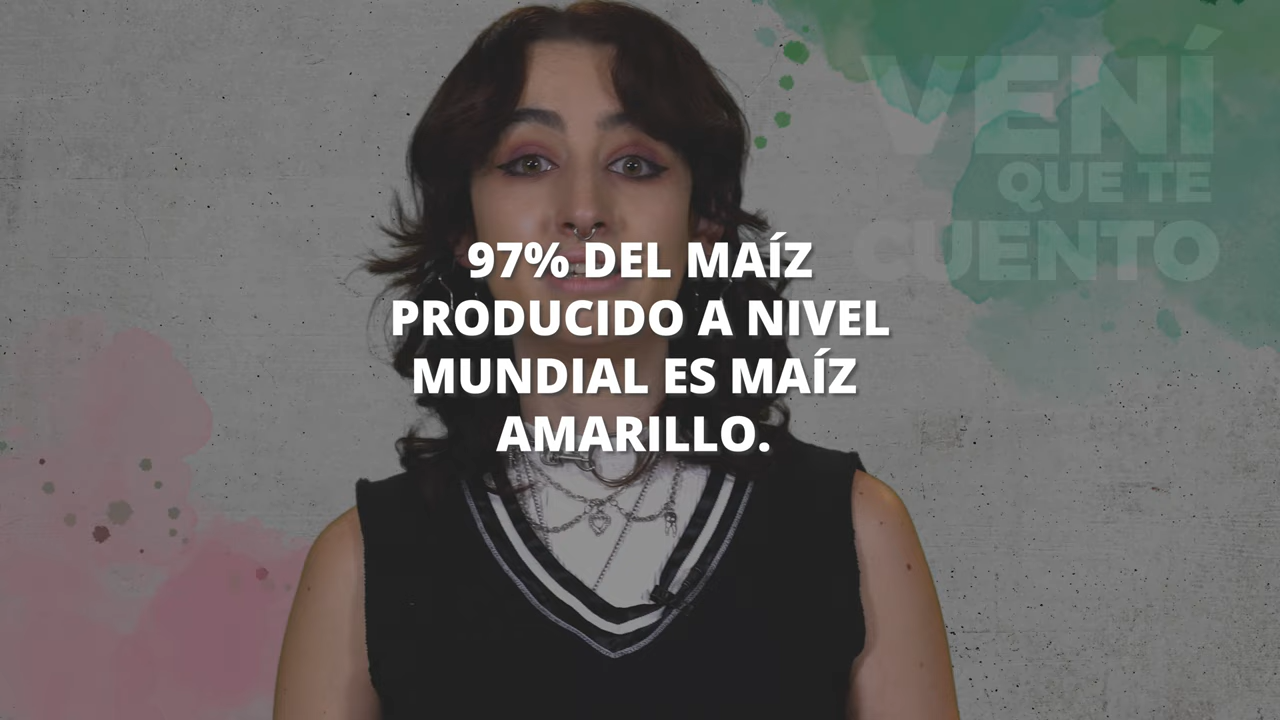 VENÍ
QUE TE
CUENTO
97% DEL MAÍZ
PRODUCIDO A NIVEL
MUNDIAL ES MAÍZ
AMARILLO.